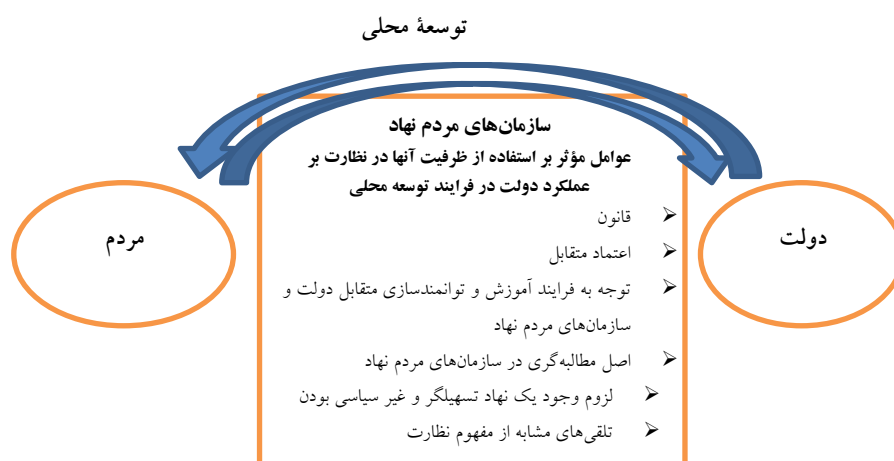 توسعهٔ محلی
سازمان‌های مردم نهاد
عوامل مؤثر بر استفاده از ظرفیت آنها در نظارت بر
عملکرد دولت در فرایند توسعه محلی
دولت
مردم
➢ قانون
➢ اعتماد متقابل
➢ توجه به فرایند آموزش و توانمندسازی متقابل دولت و
سازمان‌های مردم نهاد
➢ اصل مطالبه‌گری در سازمان‌های مردم نهاد
➢ لزوم وجود یک نهاد تسهیلگر و غیر سیاسی بودن
➢ تلقی‌های مشابه از مفهوم نظارت